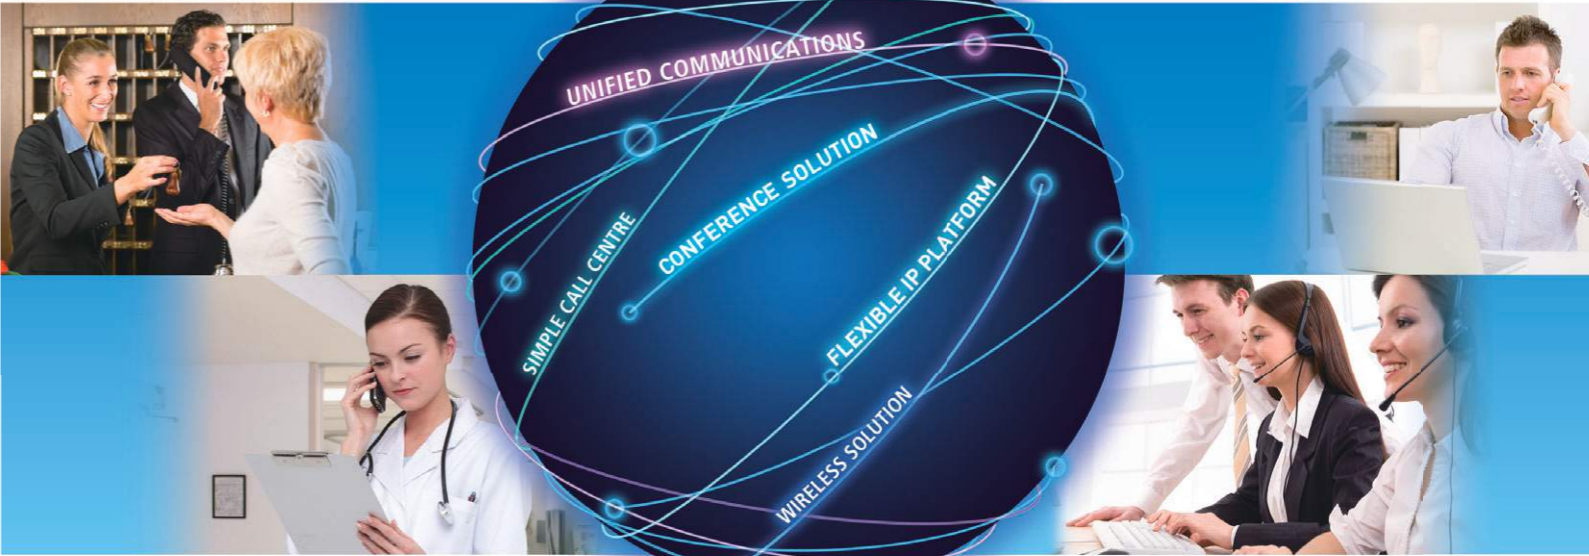 UNIFIED COMMUNICATIONS
CONFERENCE SOLUTION
SIMPLE CALL CENTRE
FLEXIBLE IP PLATFORM
WIRELESS SOLUTION